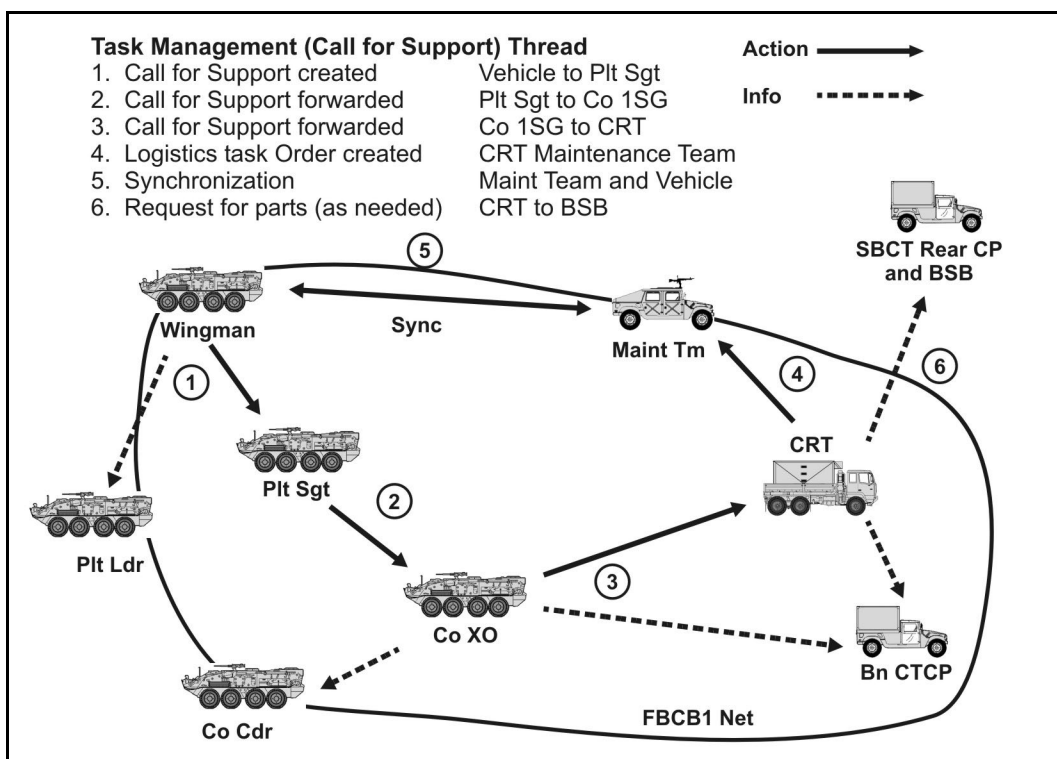 Task Management (Call for Support) Thread
1. Call for Support created Vehicle to Plt Sgt
2. Call for Support forwarded Plt Sgt to Co 1SG
3. Call for Support forwarded Co 1SG to CRT
4. Logistics task Order created CRT Maintenance Team
5. Synchronization Maint Team and Vehicle
6. Request for parts (as needed) CRT to BSB
Action
Info
SBCT Rear CP
and BSB
5
Wingman
Sync
Maint Tm
6
4
1
CRT
Plt Sgt
2
Plt Ldr
3
Co XO
Bn CTCP
FBCB1 Net
Co Cdr